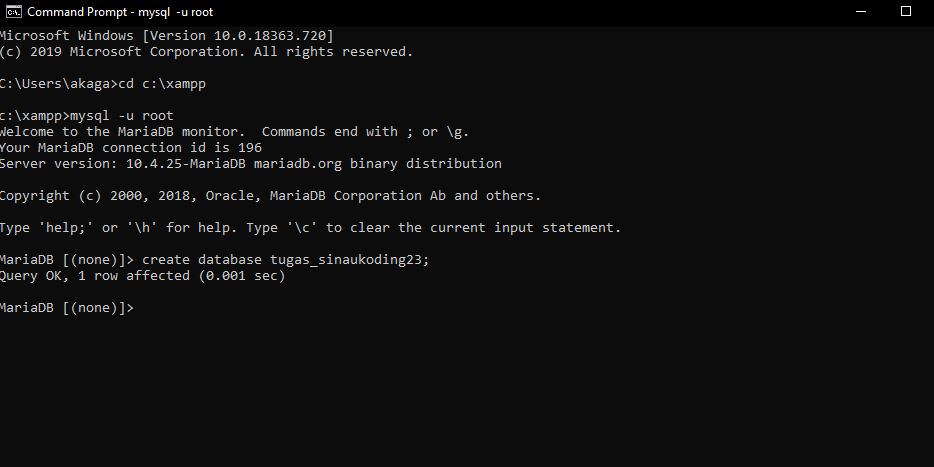 Command Prompt - mysql  -u root
Microsoft Windows [Version 10.0.18363.720]
(c) 2019 Microsoft Corporation. All rights reserved.
C:\Users\akaga>cd c:\xampp
c:\xampp>mysql -u root
Welcome to the MariaDB monitor.  Commands end with ; or \g.
Your MariaDB connection id is 196
Server version: 10.4.25-MariaDB mariadb.org binary distribution
Copyright (c) 2000, 2018, Oracle, MariaDB Corporation Ab and others.
Type 'help;' or '\h' for help. Type '\c' to clear the current input statement.
MariaDB [(none)]> create database tugas_sinaukoding23;
Query OK, 1 row affected (0.001 sec)
MariaDB [(none)]>